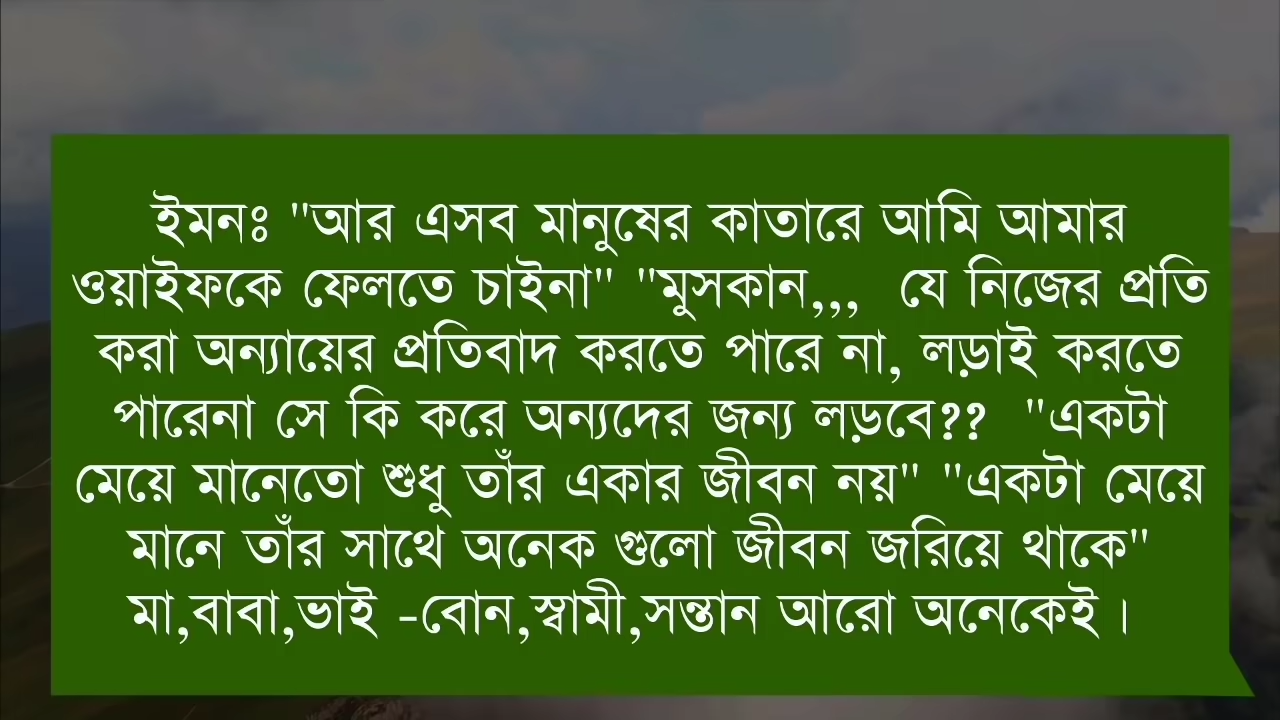 ইমনঃ "আর এসব মানুষের কাতারে আমি আমার
ওয়াইফকে ফেলতে চাইনা" "মুসকান,,, যে নিজের প্রতি
করা অন্যায়ের প্রতিবাদ করতে পারে না, লড়াই করতে
পারেনা সে কি করে অন্যদের জন্য লড়বে?? "একটা
মেয়ে মানেতো শুধু তাঁর একার জীবন নয়" "একটা মেয়ে
মানে তাঁর সাথে অনেক গুলো জীবন জরিয়ে থাকে"
মা,বাবা,ভাই -বোন,স্বামী,সন্তান আরো অনেকেই।